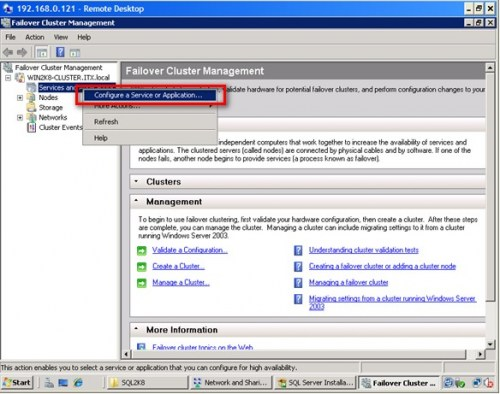 192.168.0.121 - Remote Desktop
Failover Cluster Management
File Action View Help
Failover Cluster Management
WIN2K8-CLUSTER.ITX.local
Services an
Nodes
Storage
Networks
Cluster Events
Configure a Service or Application...
More Actions...
Refresh
Help
Failover Cluster Management
validate hardware for potential failover clusters, and perform configuration changes to your
independent computers that work together to increase the availability of services and
applications. The clustered servers (called nodes) are connected by physical cables and by software. If one of the
nodes fails, another node begins to provide services (a process known as failover).
Clusters
Management
To begin to use failover clustering, first validate your hardware configuration, then create a cluster. After these steps
are complete, you can manage the cluster. Managing a cluster can include migrating settings to it from a cluster
running Windows Server 2003.
Validate a Configuration...
Understanding cluster validation tests
Create a Cluster...
Creating a failover cluster or adding a cluster node
Manage a Cluster...
Managing a failover cluster
Migrating settings from a cluster running Windows Server
2003
More Information
Failover cluster topics on the Web
This action enables you to select a service or application that you can configure for high availability.
Start
SQL2K8
Network and Shari...
SQL Server Installa...
Failover Cluster ...